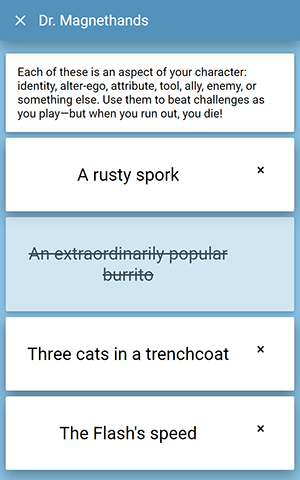 × Dr. Magnethands
Each of these is an aspect of your character:
identity, alter-ego, attribute, tool, ally, enemy, or
something else. Use them to beat challenges as
you play—but when you run out, you die!
A rusty spork ×
An extraordinarily popular
burrito
Three cats in a trenchcoat ×
The Flash's speed ×